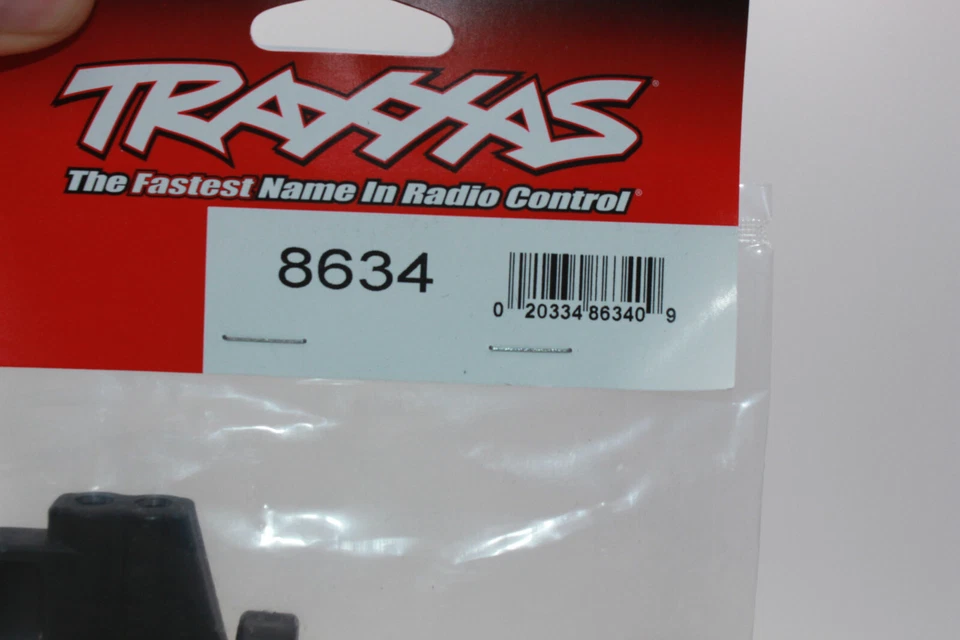 TRAXXAS®
The Fastest Name In Radio Control®
8634
0 20334 86340 9